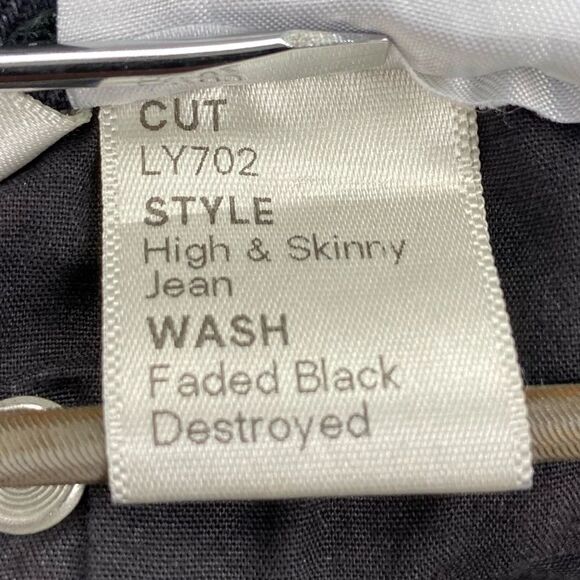 CUT
LY702
STYLE
High & Skinny
Jean
WASH
Faded Black
Destroyed